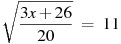 √((3x + 26)/20) = 11